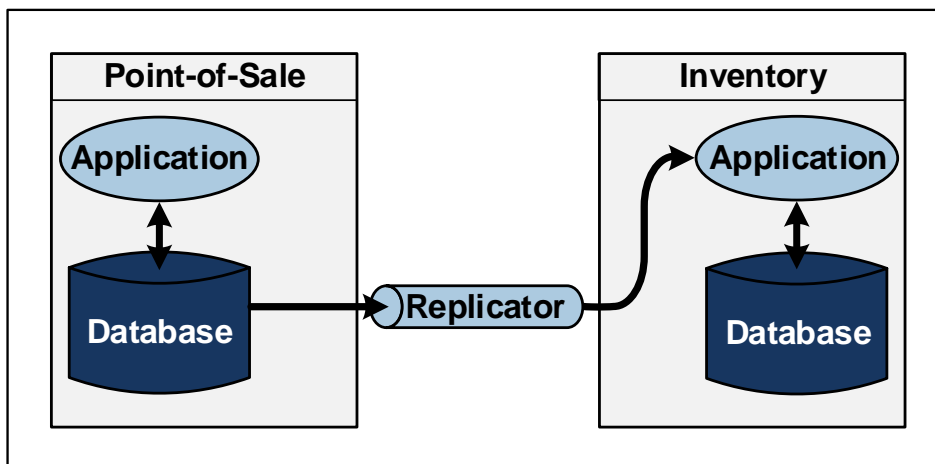 Point-of-Sale
Inventory
Application
Application
Replicator
Database
Database